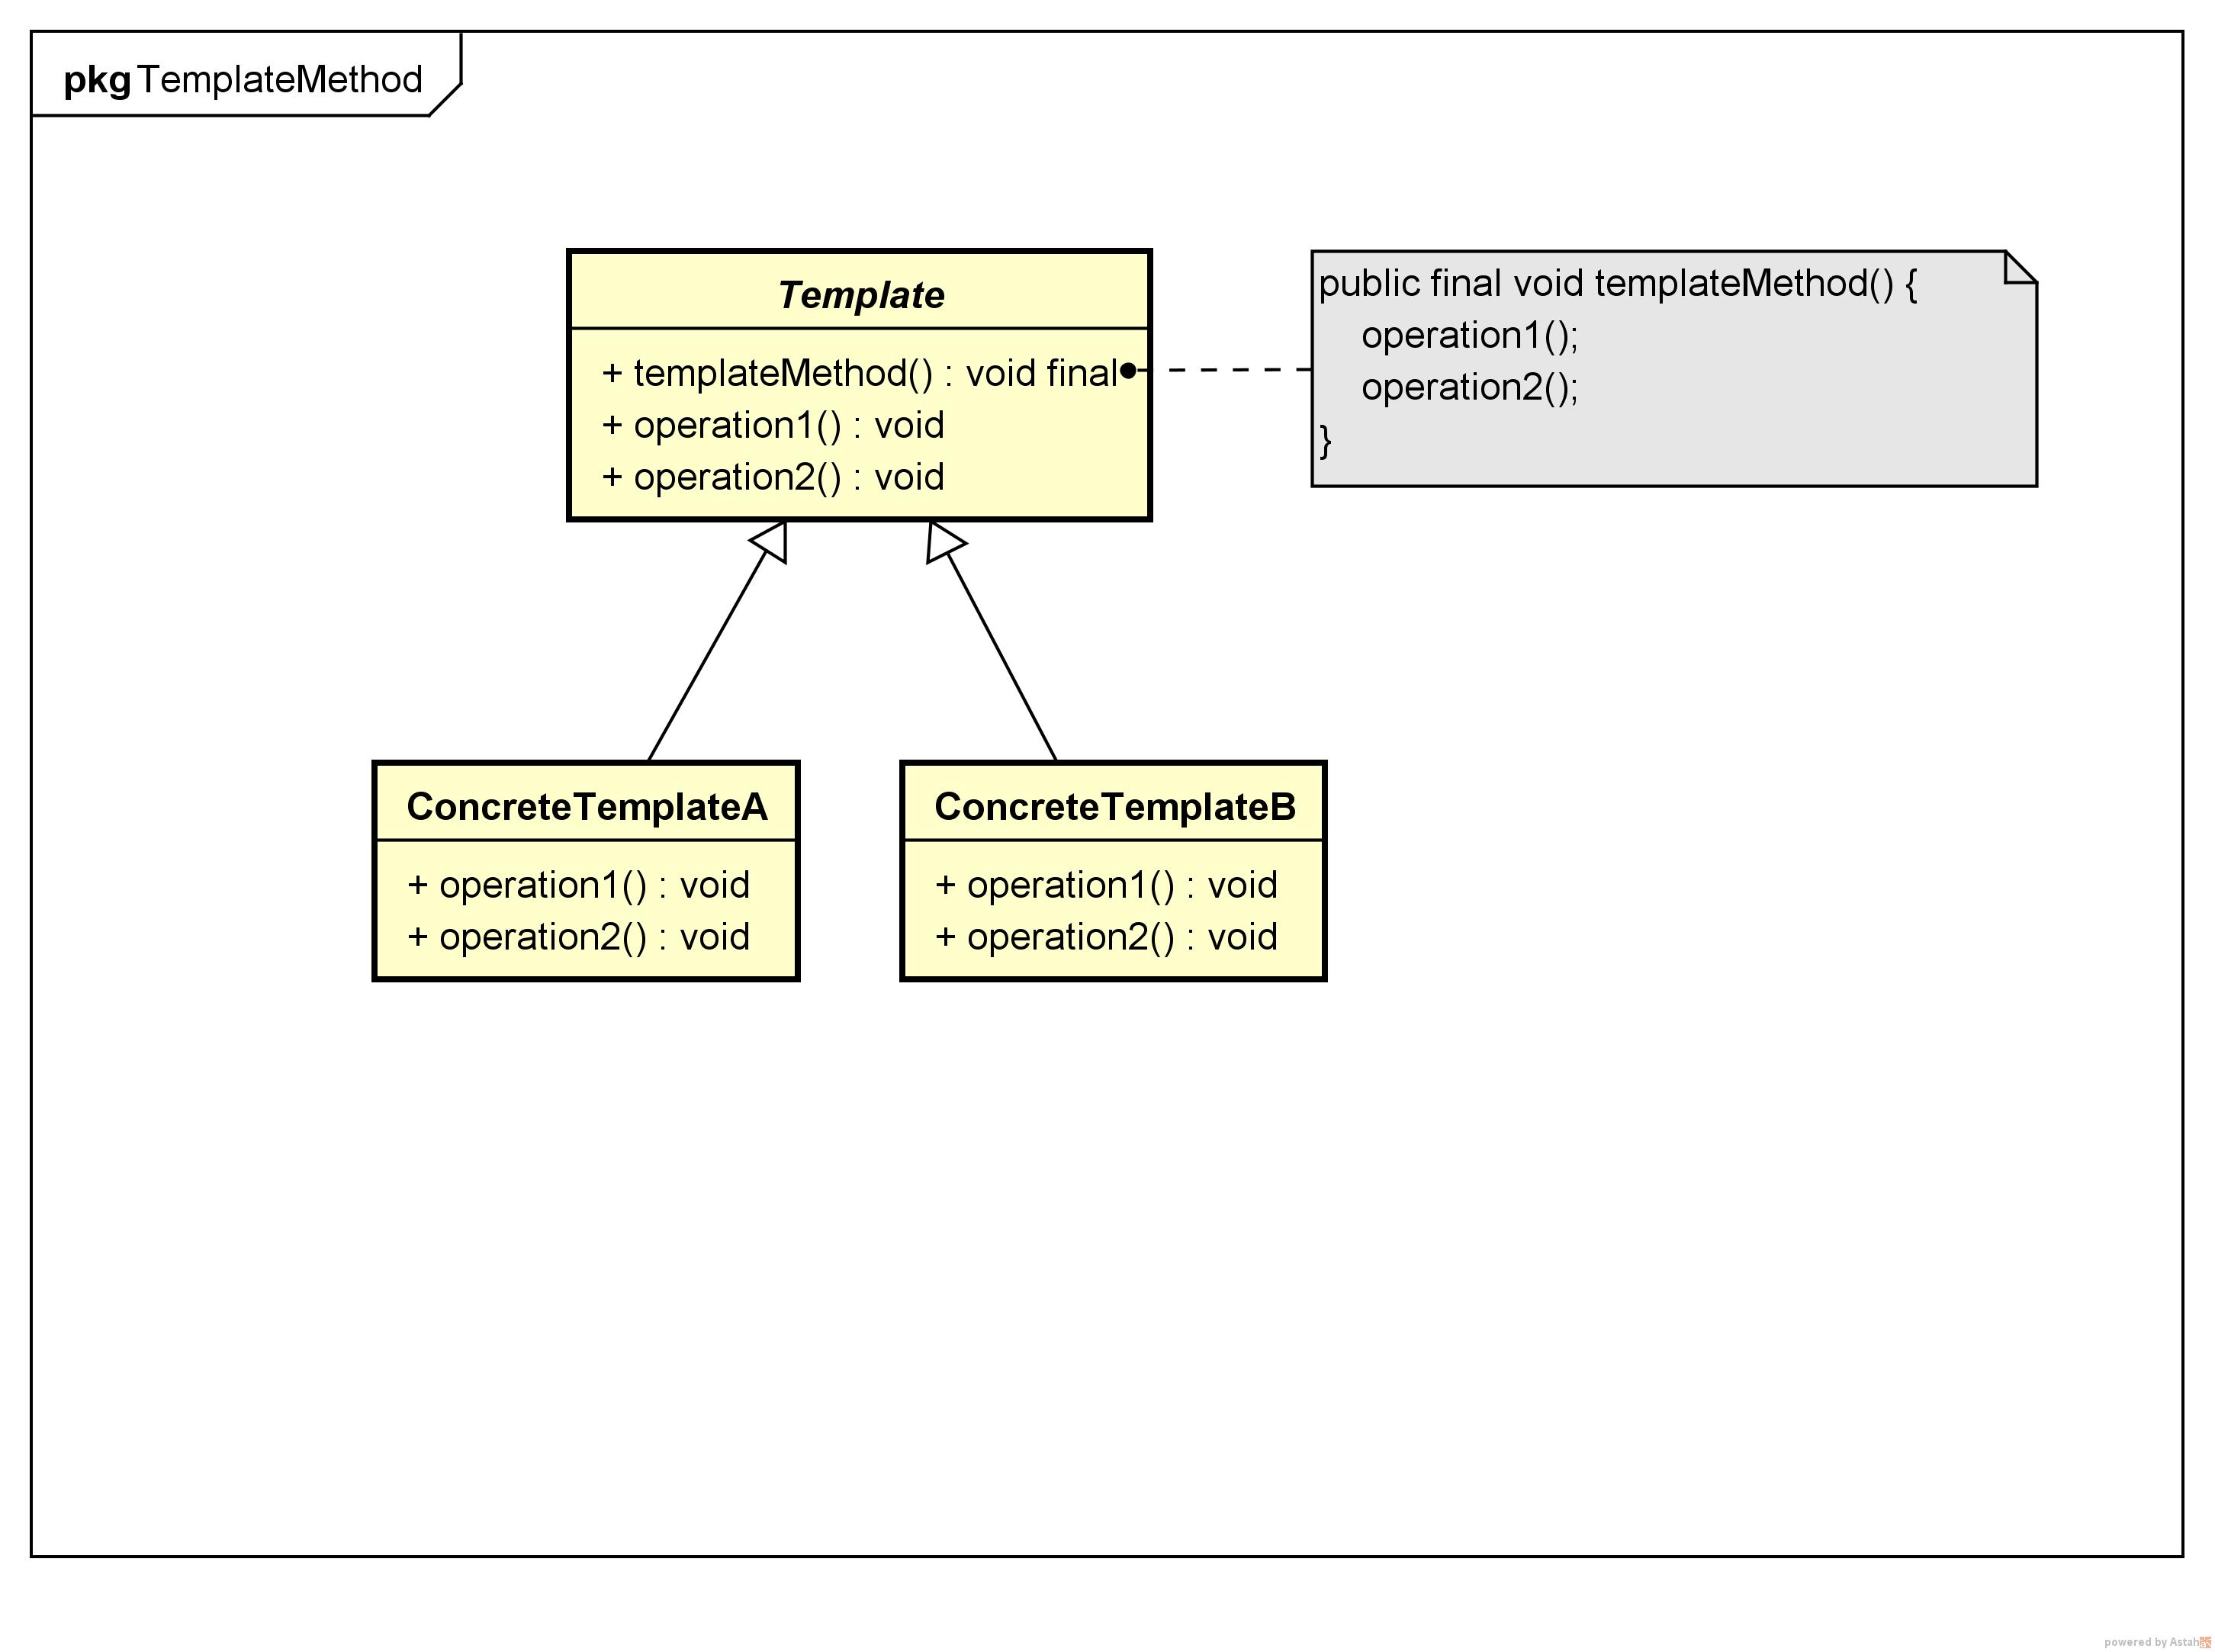 pkg TemplateMethod
Template
+ templateMethod() : void final
+ operation1() : void
+ operation2() : void
public final void templateMethod() {
operation1();
operation2();
}
ConcreteTemplateA
+ operation1() : void
+ operation2() : void
ConcreteTemplateB
+ operation1() : void
+ operation2() : void
powered by Astah